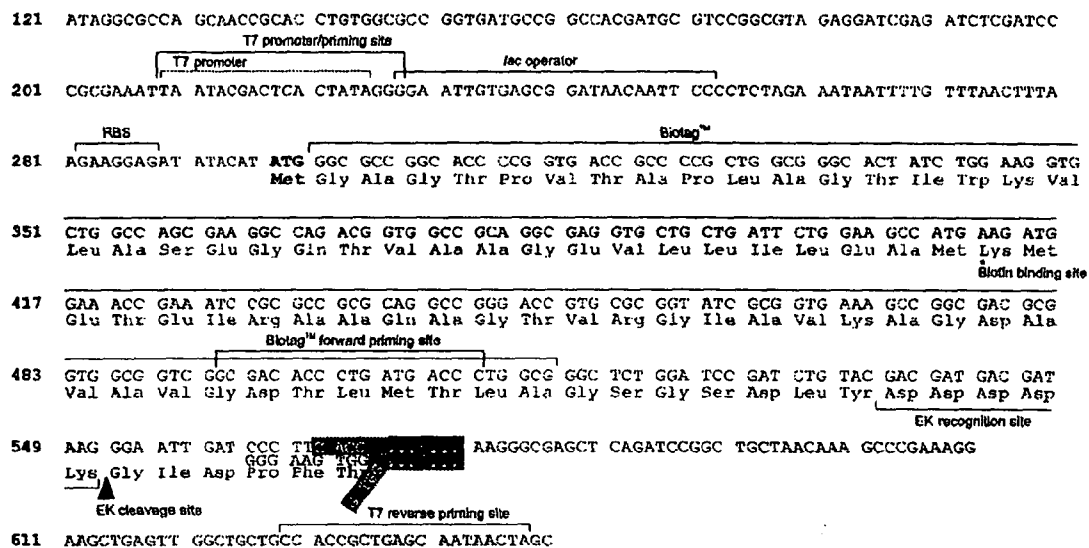 121 ATAGGCGCCA GCAACCGCAC CTGTGGCGCC GGTGATGCCG GCCACGATGC GTCCGGCGTA GAGGATCGAG ATCTCGATCC
T7 promoter/priming site
T7 promoter
lac operator
201 CGCGAAATTA ATACGACTCA CTATAGGGGA ATTGTGAGCG GATAACAATT CCCCTCTAGA AATAATTTTG TTTAACTTTA
RBS
Biotag™
281 AGAAGGAGAT ATACAT ATG GGC GCC GGC ACC CCG GTG ACC GCC CCG CTG GCG GGC ACT ATC TGG AAG GTG
Met Gly Ala Gly Thr Pro Val Thr Ala Pro Leu Ala Gly Thr Ile Trp Lys Val
351 CTG GCC AGC GAA GGC CAG ACG GTG GCC GCA GGC GAG GTG CTG CTG ATT CTG GAA GCC ATG AAG ATG
Leu Ala Ser Glu Gly Gln Thr Val Ala Ala Gly Glu Val Leu Leu Ile Leu Glu Ala Met Lys Met
Biotin binding site
417 GAA ACC GAA ATC CGC GCC GCG CAG GCC GGG ACC GTG CGC GGT ATC GCG GTG AAA GCC GGC GAC GCG
Glu Thr Glu Ile Arg Ala Ala Gln Ala Gly Thr Val Arg Gly Ile Ala Val Lys Ala Gly Asp Ala
Biotag™ forward priming site
483 GTG GCG GTC GGC GAC ACC CTG ATG ACC CTG GCG GGC TCT GGA TCC GAT CTG TAC GAC GAT GAC GAT
Val Ala Val Gly Asp Thr Leu Met Thr Leu Ala Gly Ser Gly Ser Asp Leu Tyr Asp Asp Asp Asp
EK recognition site
549 AAG GGA ATT GAT CCC TT AAGGGCGAGCT CAGATCCGGC TGCTAACAAA GCCCGAAAGG
GGG AAG TGG
Lys Gly Ile Asp Pro Phe Thr
EK cleavage site
T7 reverse priming site
611 AAGCTGAGTT GGCTGCTGCC ACCGCTGAGC AATAACTAGC